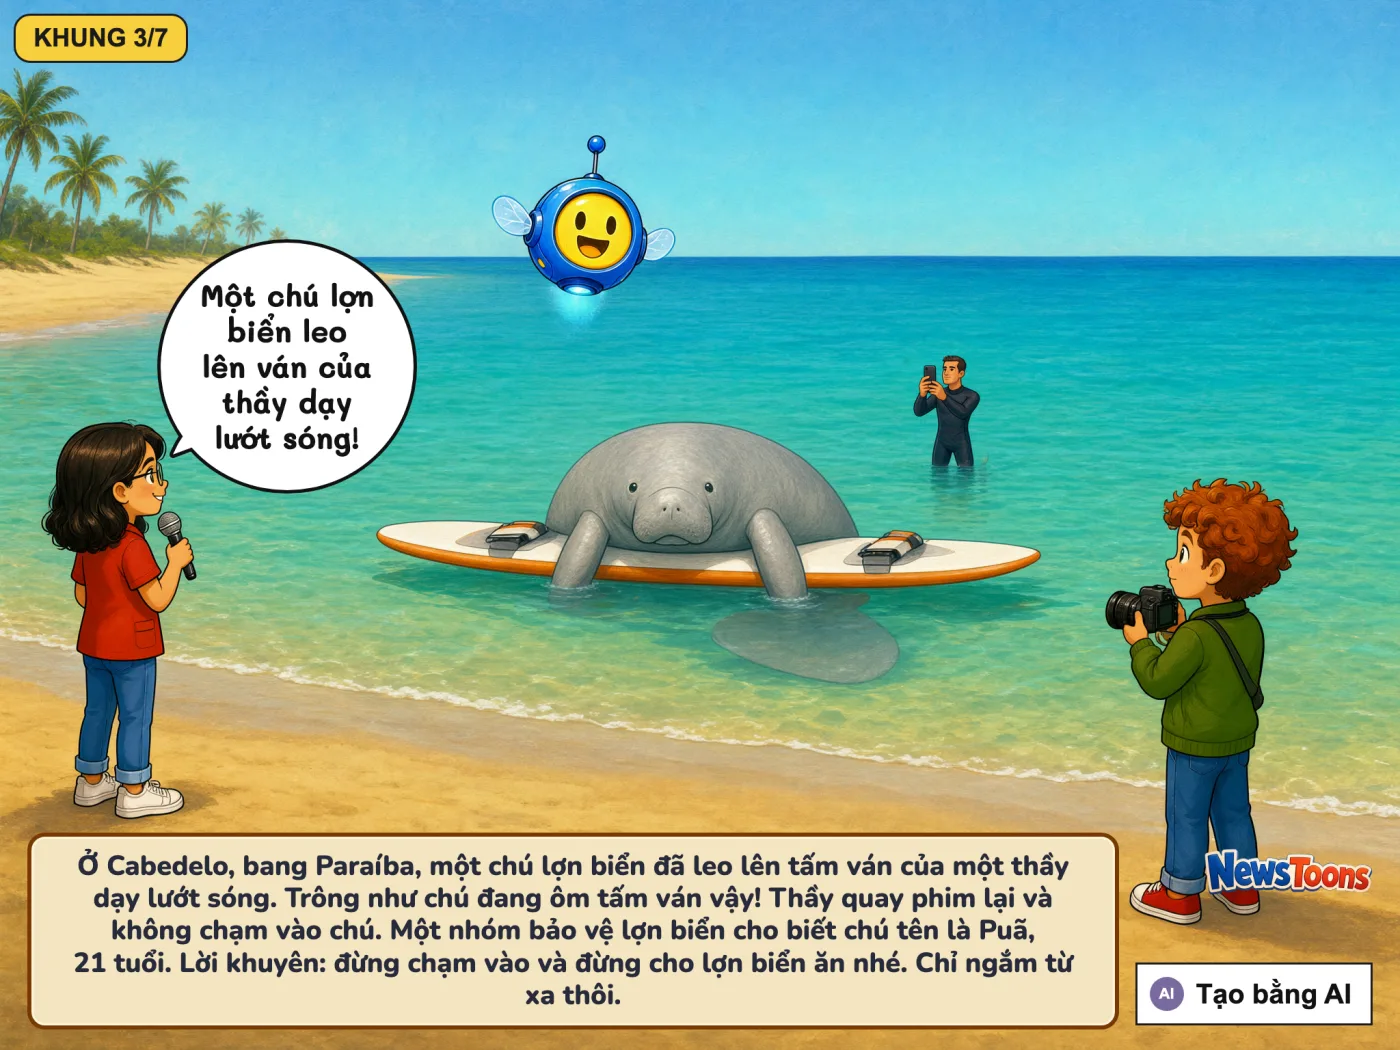 KHUNG 3/7
Một chú lợn
biển leo
lên ván của
thầy dạy
lướt sóng!
Ở Cabedelo, bang Paraíba, một chú lợn biển đã leo lên tấm ván của một thầy
dạy lướt sóng. Trông như chú đang ôm tấm ván vậy! Thầy quay phim lại và
không chạm vào chú. Một nhóm bảo vệ lợn biển cho biết chú tên là Puã,
21 tuổi. Lời khuyên: đừng chạm vào và đừng cho lợn biển ăn nhé. Chỉ ngắm từ
xa thôi.
NewsToons
AI Tạo bằng AI